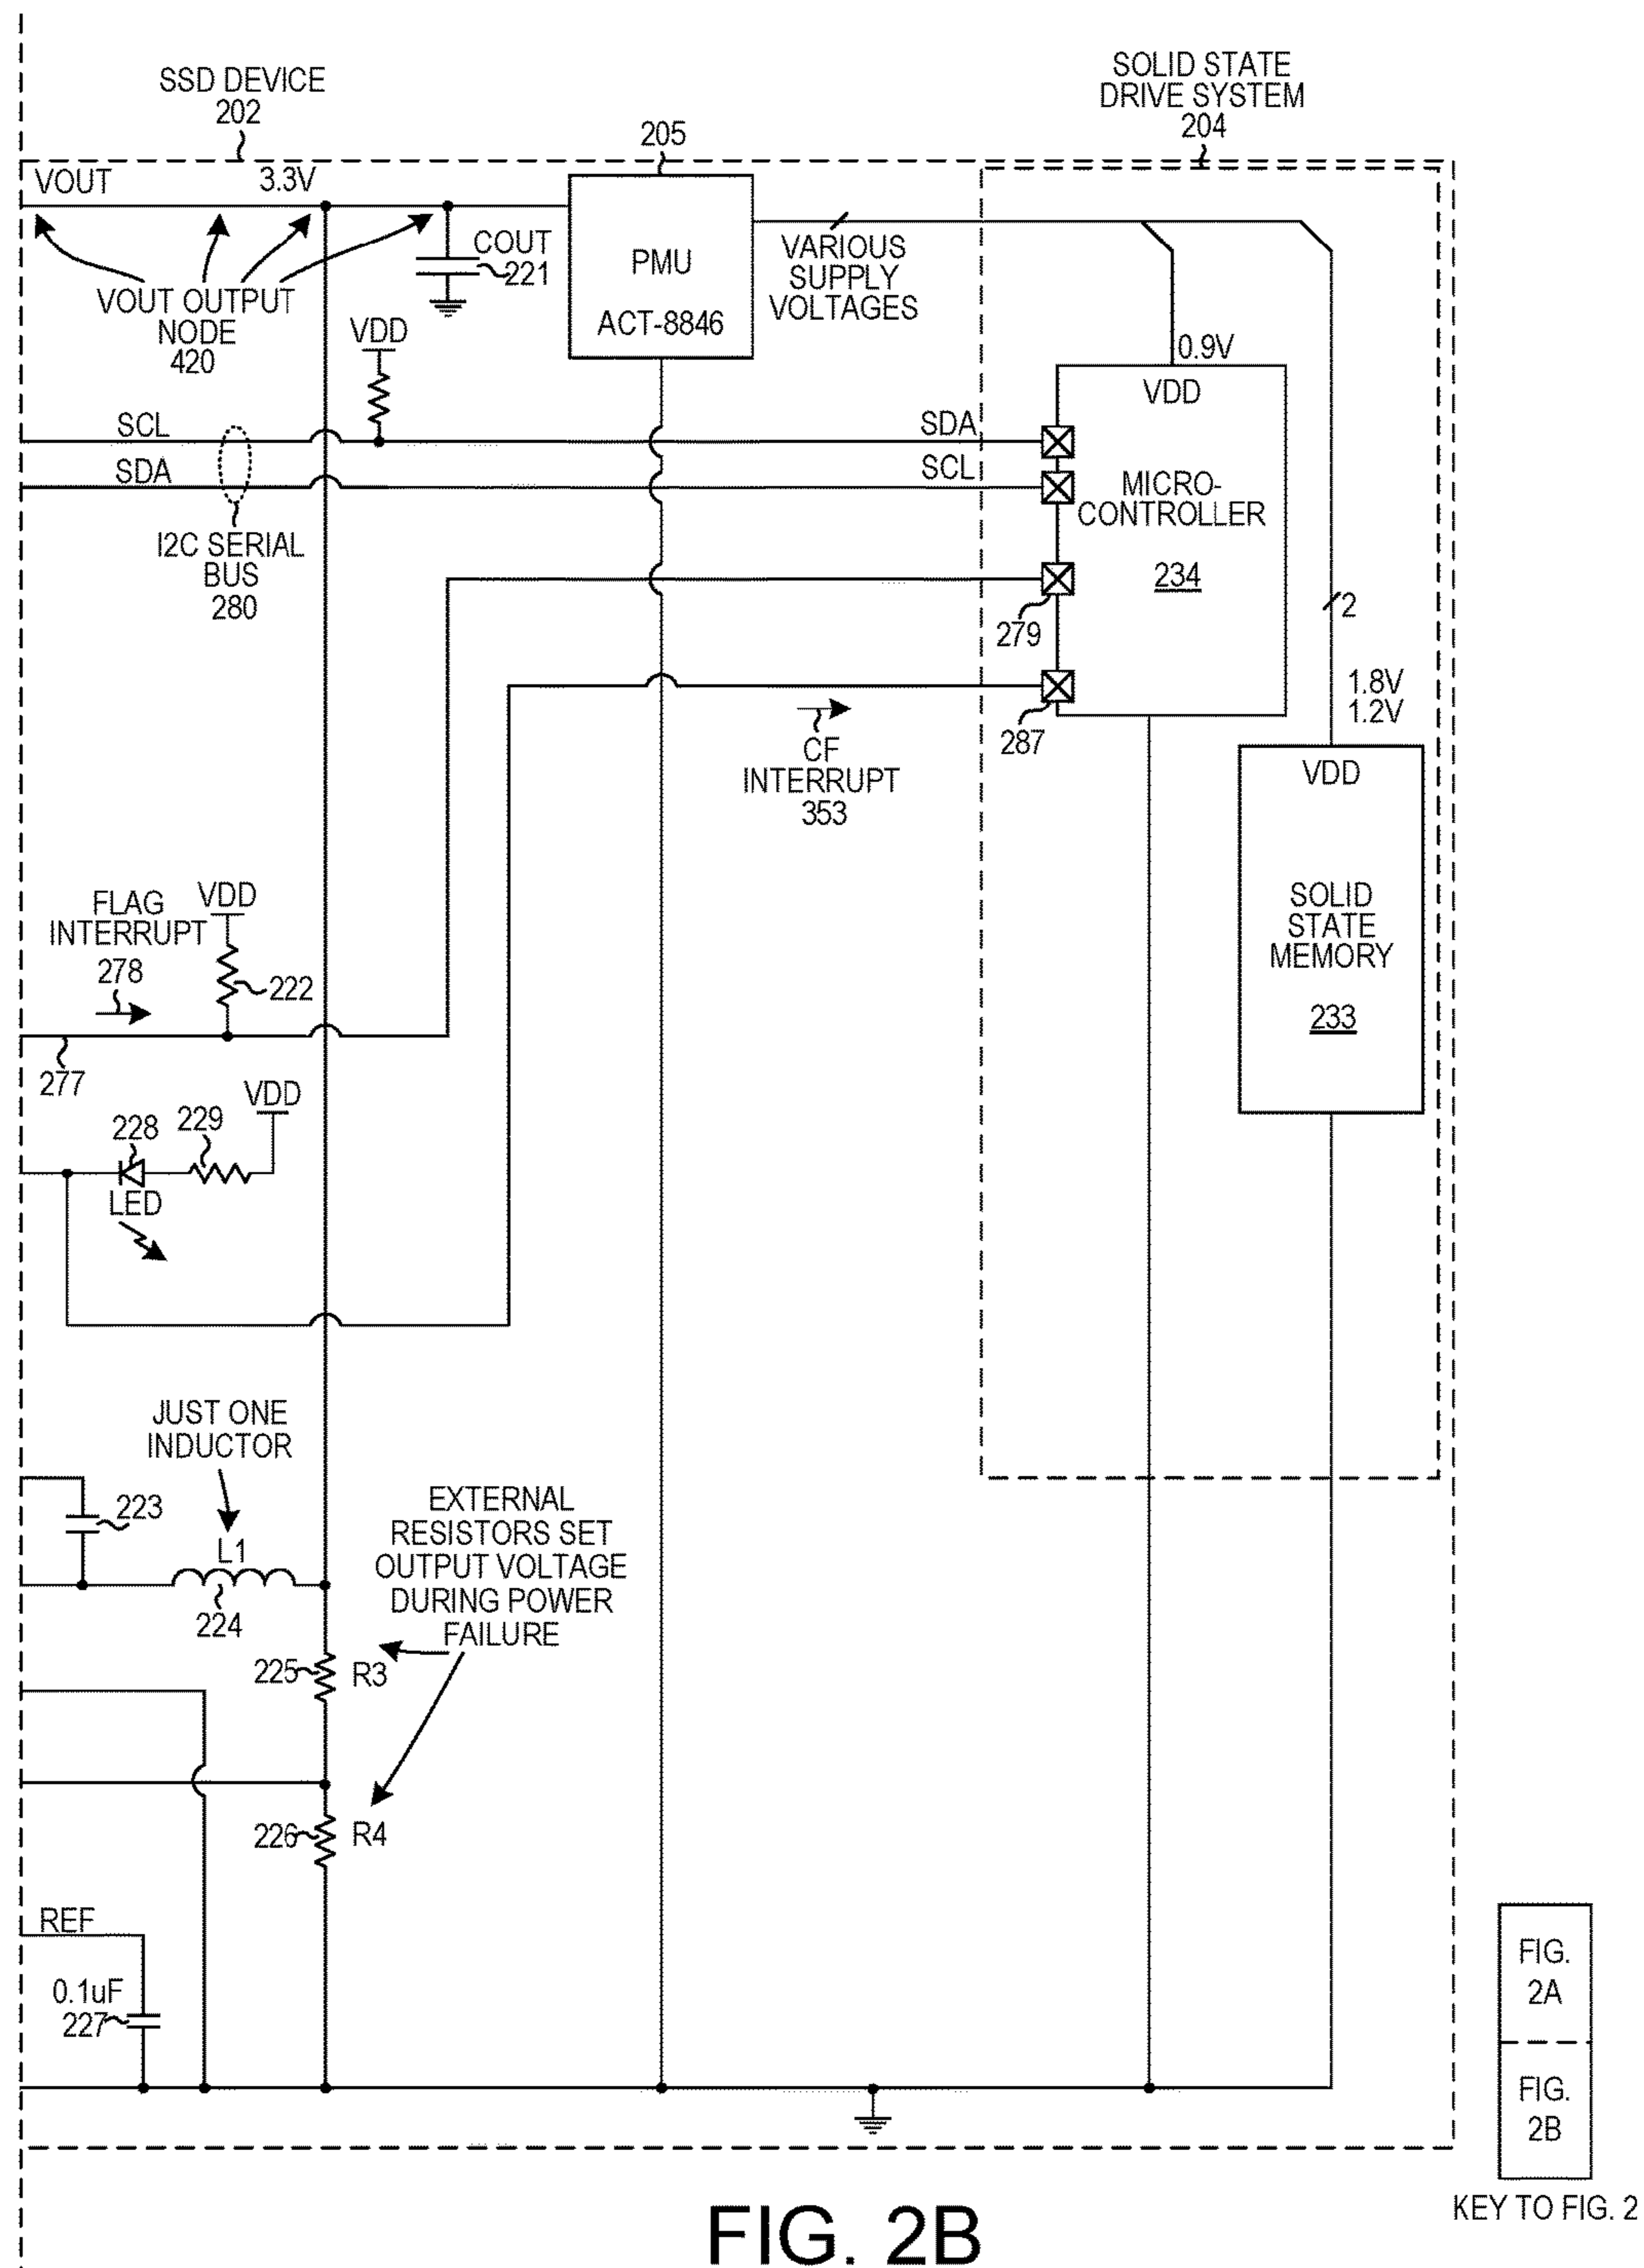 SSD DEVICE
202
SOLID STATE
DRIVE SYSTEM
204
205
VOUT
3.3V
COUT
221
PMU
ACT-8846
VARIOUS
SUPPLY
VOLTAGES
VOUT OUTPUT
NODE
420
VDD
0.9V
VDD
SCL
SDA
SDA
SCL
I2C SERIAL
BUS
280
MICRO-
CONTROLLER
234
279
2
287
1.8V
1.2V
CF
INTERRUPT
353
VDD
SOLID
STATE
MEMORY
233
FLAG
INTERRUPT
278
VDD
222
277
VDD
228
229
LED
JUST ONE
INDUCTOR
223
L1
224
EXTERNAL
RESISTORS SET
OUTPUT VOLTAGE
DURING POWER
FAILURE
225
R3
226
R4
REF
0.1uF
227
FIG.
2A
FIG.
2B
KEY TO FIG. 2
FIG. 2B